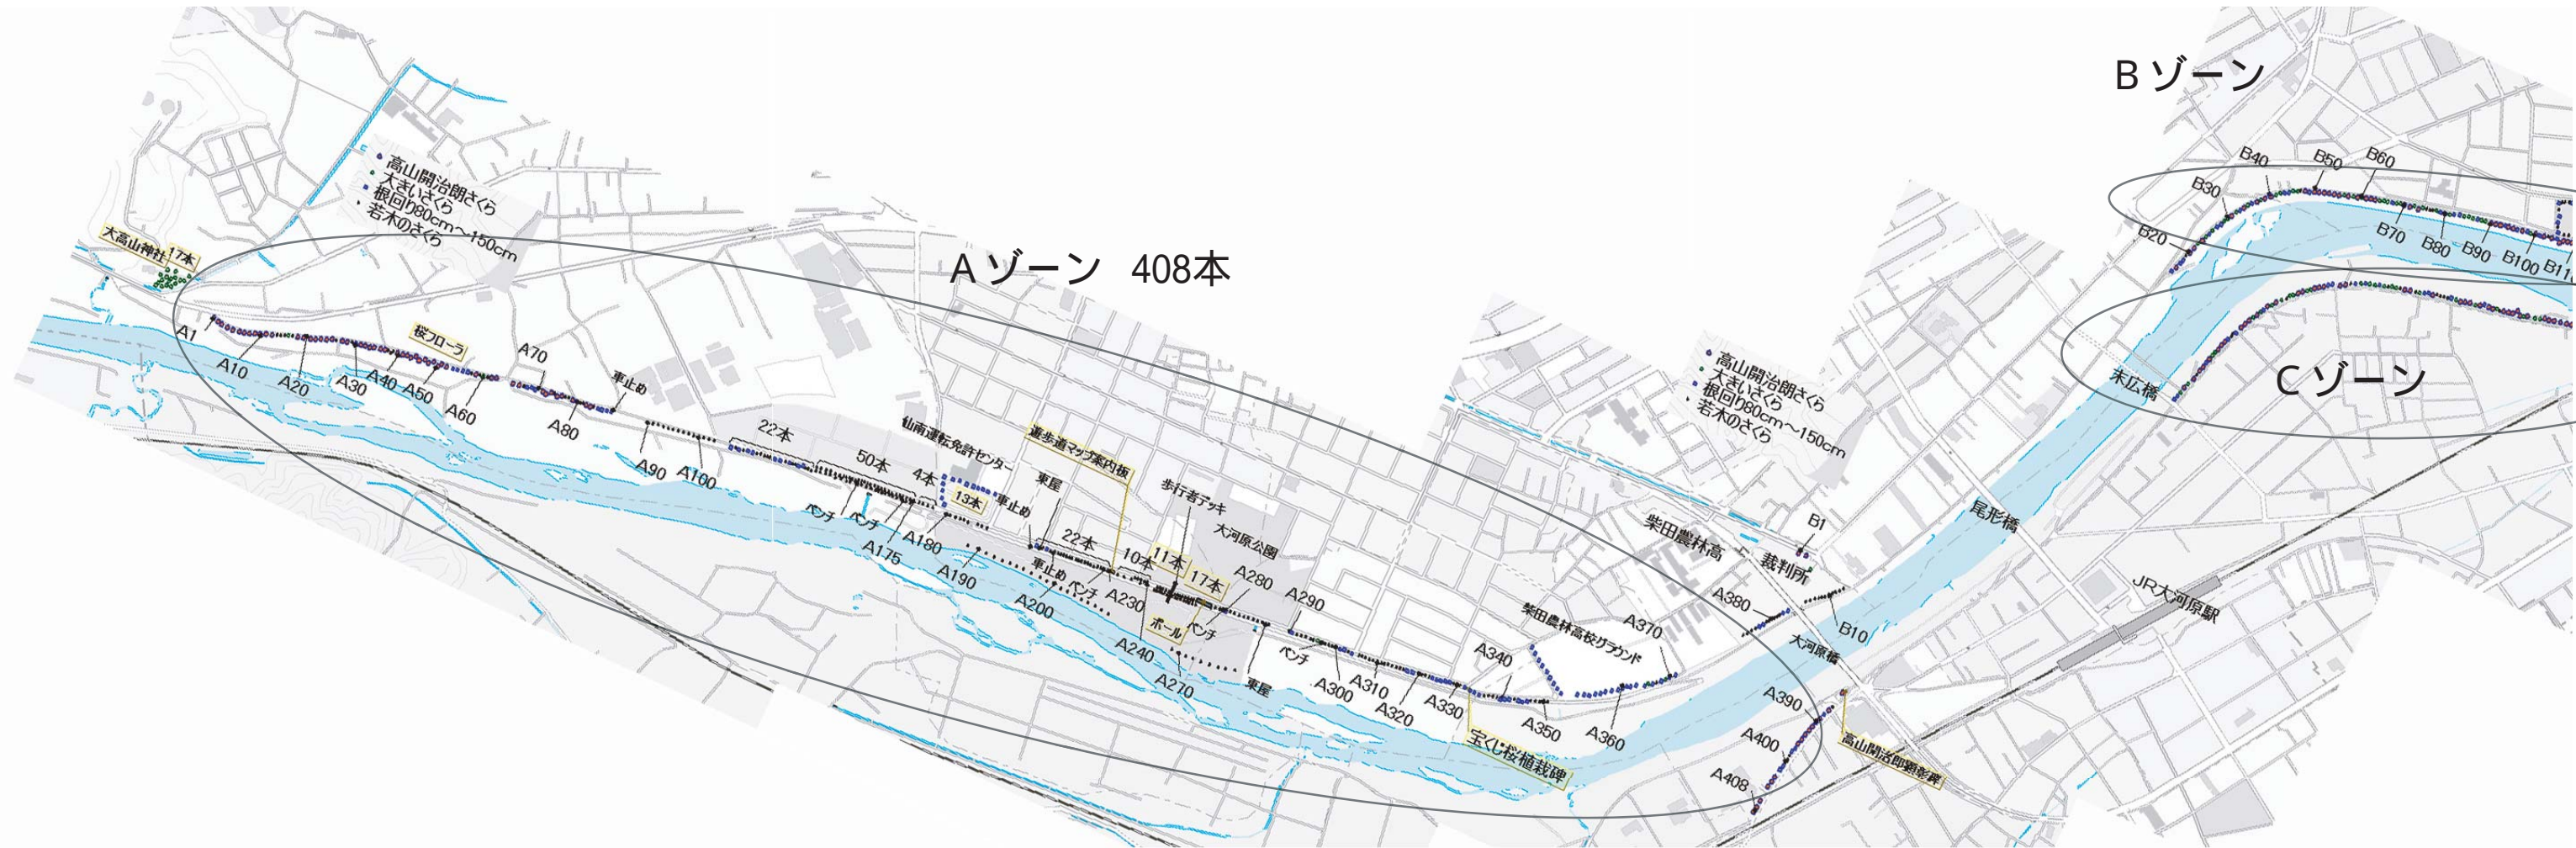 Bゾーン
Aゾーン 408本
Cゾーン
高山開治朗さくら
大きいさくら
根回り80cm～150cm
若木のさくら
大高山神社
17本
A1
A10
A20
A30
A40
A50
桜フローラ
A60
A70
A80
車止め
A90
A100
22本
50本
4本
仙南運転免許センター
13本
車止め
東屋
遊歩道マップ案内板
歩行者デッキ
大河原公園
ベンチ
ベンチ
A175
A180
A190
A200
車止め
ベンチ
22本
A230
10本
11本
17本
A240
ポール
ベンチ
A270
A280
A290
東屋
ベンチ
A300
A310
A320
A330
A340
宝くじ桜植栽碑
A350
A360
A370
柴田農林高校グラウンド
柴田農林高
A380
裁判所
B1
B10
大河原橋
A390
A400
A408
高山開治郎顕彰碑
高山開治朗さくら
大きいさくら
根回り80cm～150cm
若木のさくら
尾形橋
JR大河原駅
末広橋
B20
B30
B40
B50
B60
B70
B80
B90
B100
B11